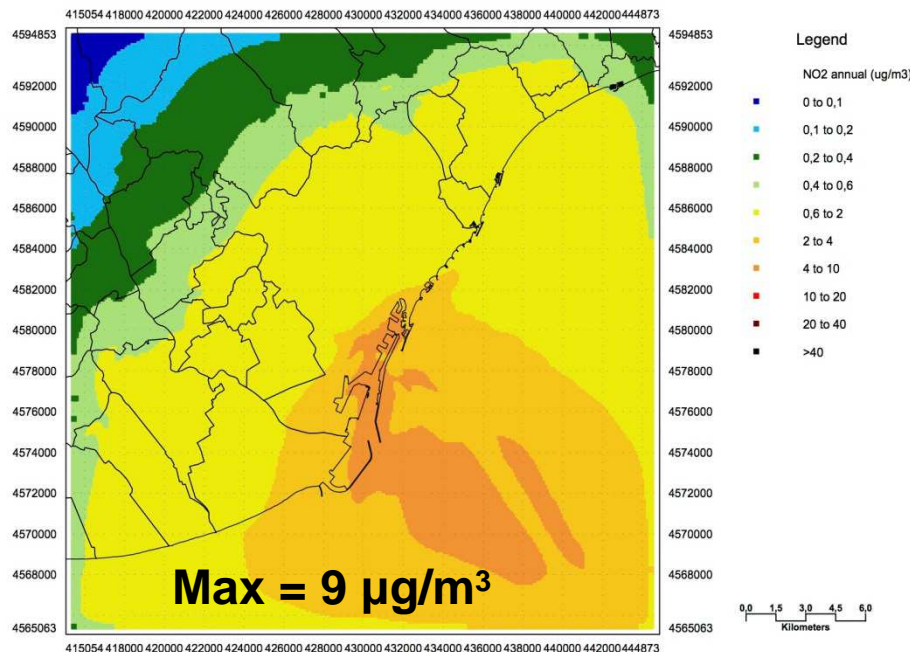 415054 418000 420000 422000 424000 426000 428000 430000 432000 434000 436000 438000 440000 442000 444873
4594853
4592000
4590000
4588000
4586000
4584000
4582000
4580000
4578000
4576000
4574000
4572000
4570000
4568000
4565063
4594853
4592000
4590000
4588000
4586000
4584000
4582000
4580000
4578000
4576000
4574000
4572000
4570000
4568000
4565063
415054 418000 420000 422000 424000 426000 428000 430000 432000 434000 436000 438000 440000 442000 444873
Max = 9 µg/m³
Legend
NO2 annual (ug/m3)
0 to 0,1
0,1 to 0,2
0,2 to 0,4
0,4 to 0,6
0,6 to 2
2 to 4
4 to 10
10 to 20
20 to 40
>40
0,0 1,5 3,0 4,5 6,0
Kilometers